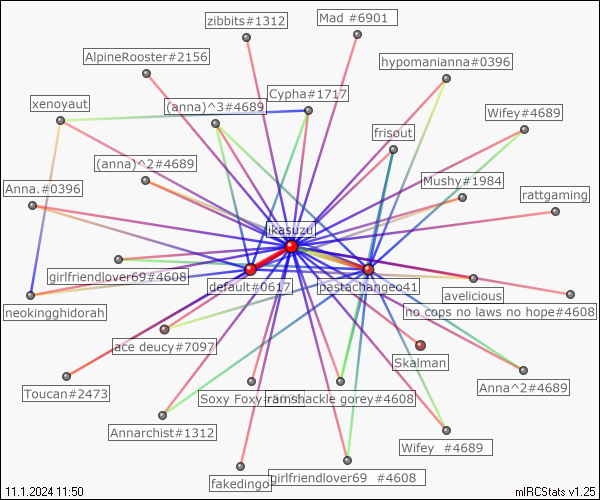 zibbits#1312
Mad #6901
AlpineRooster#2156
hypomanianna#0396
xenoyaut
(anna)^3#4689
Cypha#1717
Wifey#4689
frisout
(anna)^2#4689
Anna.#0396
Mushy#1984
rattgaming
ikasuzu
girlfriendlover69#4608
default#0617
pastachangeo41
avelicious
neokingghidorah
no cops no laws no hope#4608
ace deucy#7097
Skalman
Toucan#2473
Soxy Foxy
ramshackle gorey#4608
Anna^2#4689
Annarchist#1312
Wifey #4689
fakedingo
girlfriendlover69 #4608
11.1.2024 11:50
mIRCStats v1.25